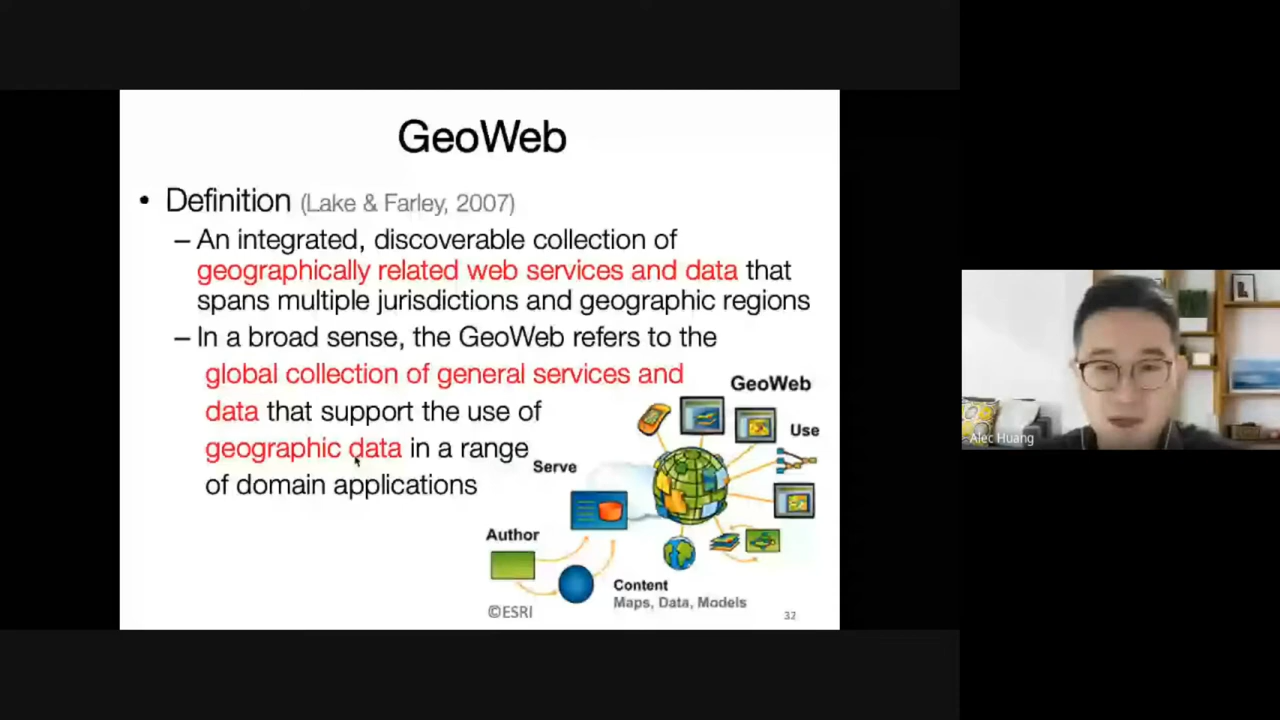 GeoWeb
• Definition (Lake & Farley, 2007)
– An integrated, discoverable collection of
geographically related web services and data that
spans multiple jurisdictions and geographic regions
– In a broad sense, the GeoWeb refers to the
global collection of general services and
data that support the use of
geographic data in a range
of domain applications
GeoWeb
Use
Serve
Author
Content
Maps, Data, Models
©ESRI
32
Alec Huang